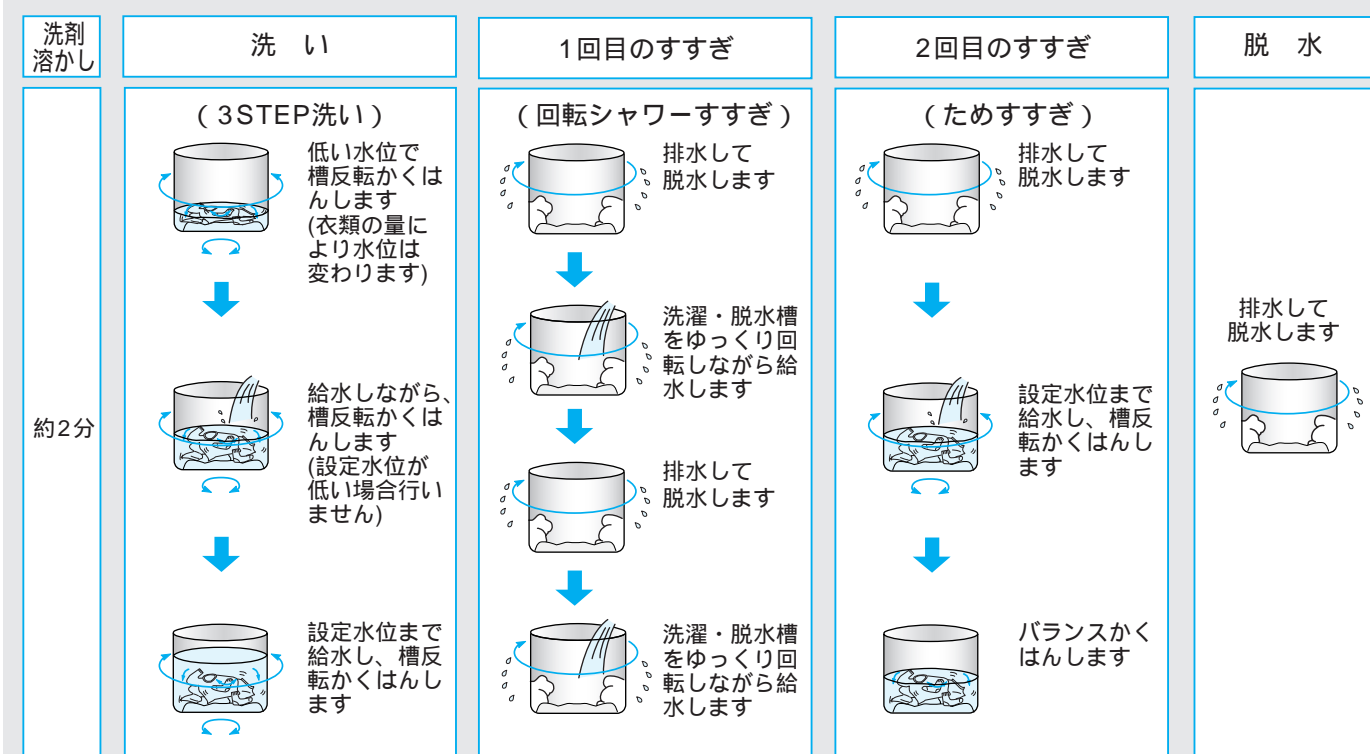 洗剤
溶かし
洗 い
1回目のすすぎ
2回目のすすぎ
脱 水
約2分
(3STEP洗い)
低い水位で
槽反転かくは
んします
(衣類の量に
より水位は
変わります)
給水しながら、
槽反転かくは
んします
(設定水位が
低い場合行い
ません)
設定水位まで
給水し、槽反
転かくはんし
ます
(回転シャワーすすぎ)
排水して
脱水します
洗濯・脱水槽
をゆっくり回
転しながら給
水します
排水して
脱水します
洗濯・脱水槽
をゆっくり回
転しながら給
水します
(ためすすぎ)
排水して
脱水します
設定水位まで
給水し、槽反
転かくはんし
ます
バランスかく
はんします
排水して
脱水します